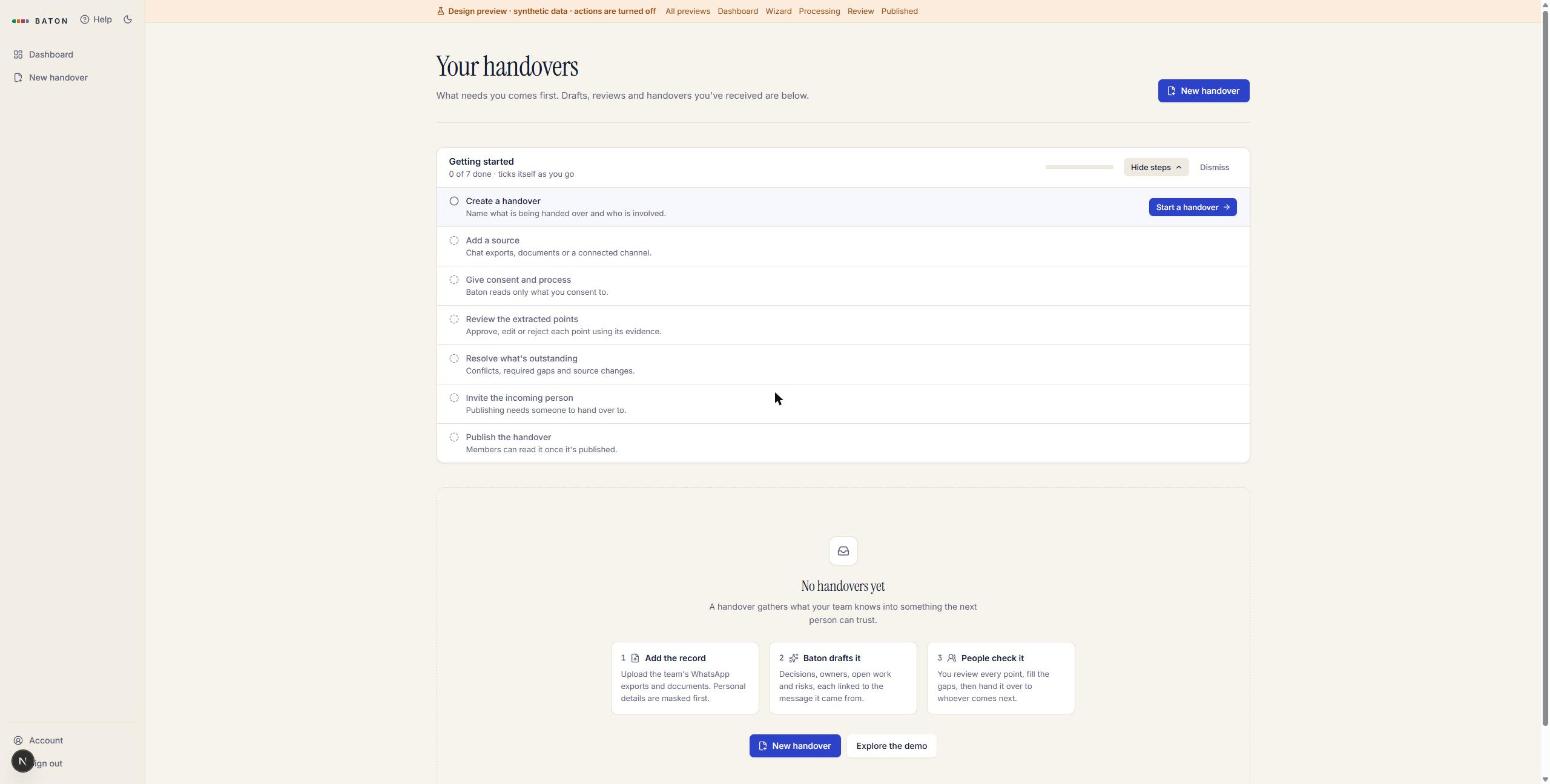 BATON
Help
Dashboard
New handover
Design preview · synthetic data · actions are turned off All previews Dashboard Wizard Processing Review Published
Your handovers
What needs you comes first. Drafts, reviews and handovers you've received are below.
New handover
Getting started
0 of 7 done · ticks itself as you go
Hide steps
Dismiss
Create a handover
Name what is being handed over and who is involved.
Start a handover →
Add a source
Chat exports, documents or a connected channel.
Give consent and process
Baton reads only what you consent to.
Review the extracted points
Approve, edit or reject each point using its evidence.
Resolve what's outstanding
Conflicts, required gaps and source changes.
Invite the incoming person
Publishing needs someone to hand over to.
Publish the handover
Members can read it once it's published.
No handovers yet
A handover gathers what your team knows into something the next
person can trust.
1 Add the record
Upload the team's WhatsApp
exports and documents. Personal
details are masked first.
2 Baton drafts it
Decisions, owners, open work
and risks, each linked to the
message it came from.
3 People check it
You review every point, fill the
gaps, then hand it over to
whoever comes next.
New handover
Explore the demo
Account
N
ign out